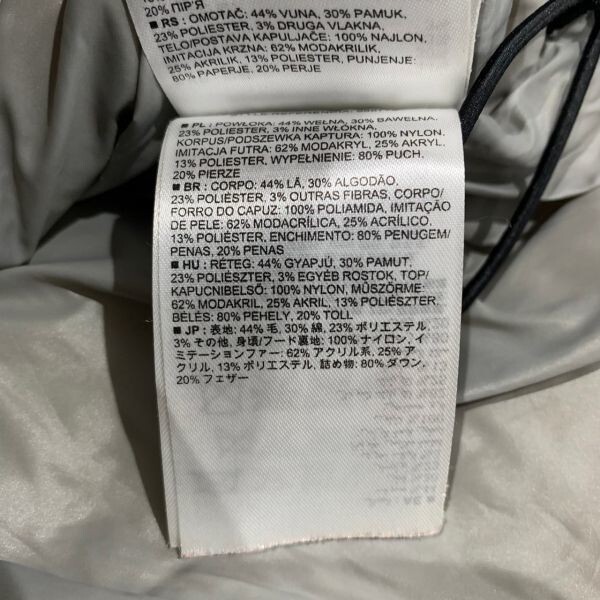 20% ПІР'Я
■ RS : OMOTAČ: 44% VUNA, 30% PAMUK,
23% POLIESTER, 3% DRUGA VLAKNA,
TELO/POSTAVA KAPULJAČE: 100% NAJLON,
IMITACIJA KRZNA: 62% MODAKRILIK,
25% AKRILIK, 13% POLIESTER, PUNJENJE:
80% PAPERJE, 20% PERJE
■ PL : POWŁOKA: 44% WEŁNA, 30% BAWEŁNA,
23% POLIESTER, 3% INNE WŁÓKNA,
KORPUS/PODSZEWKA KAPTURA: 100% NYLON,
IMITACJA FUTRA: 62% MODAKRYL, 25% AKRYL,
13% POLIESTER, WYPEŁNIENIE: 80% PUCH,
20% PIERZE
■ BR : CORPO: 44% LÃ, 30% ALGODÃO,
23% POLIÉSTER, 3% OUTRAS FIBRAS, CORPO/
FORRO DO CAPUZ: 100% POLIAMIDA, IMITAÇÃO
DE PELE: 62% MODACRÍLICA, 25% ACRÍLICO,
13% POLIÉSTER, ENCHIMENTO: 80% PENUGEM/
PENAS, 20% PENAS
■ HU : RÉTEG: 44% GYAPJÚ, 30% PAMUT,
23% POLIÉSZTER, 3% EGYÉB ROSTOK, TOP/
KAPUCNIBELSŐ: 100% NYLON, MŰSZŐRME:
62% MODAKRIL, 25% AKRIL, 13% POLIÉSZTER,
BÉLÉS: 80% PEHELY, 20% TOLL
■ JP : 表地: 44% 毛, 30% 綿, 23% ポリエステル,
3% その他, 身頃/フード裏地: 100% ナイロン, イ
ミテーションファー: 62% アクリル系, 25% ア
クリル, 13% ポリエステル, 詰め物: 80% ダウン,
20% フェザー